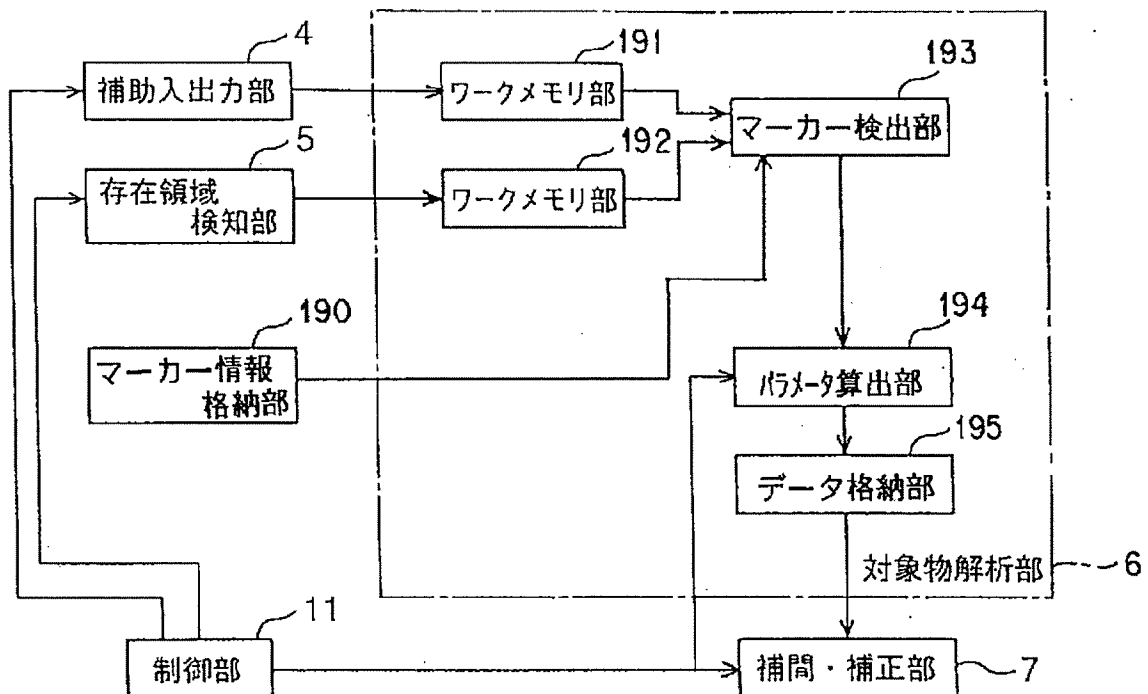 4
191
193
補助入出力部
ワークメモリ部
マーカー検出部
5
192
存在領域
検知部
ワークメモリ部
190
194
マーカー情報
格納部
パラメータ算出部
195
データ格納部
対象物解析部
6
11
制御部
補間・補正部
7